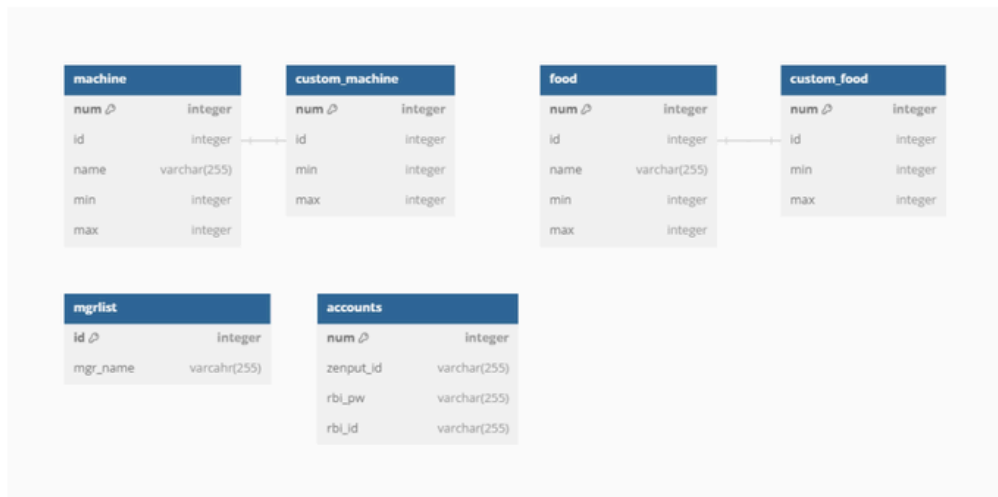 machine
num integer
id integer
name varchar(255)
min integer
max integer
custom_machine
num integer
id integer
min integer
max integer
food
num integer
id integer
name varchar(255)
min integer
max integer
custom_food
num integer
id integer
min integer
max integer
mgrlist
id integer
mgr_name varcahr(255)
accounts
num integer
zenput_id varchar(255)
rbi_pw varchar(255)
rbi_id varchar(255)